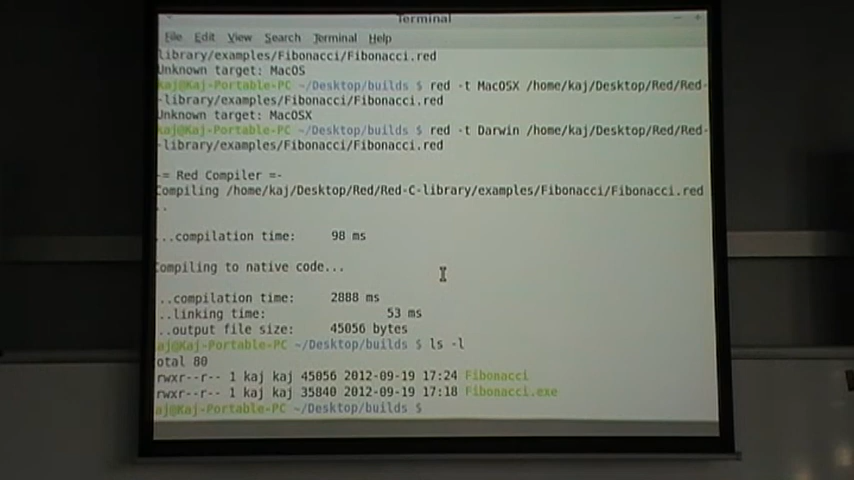 Terminal
File Edit View Search Terminal Help
library/examples/Fibonacci/Fibonacci.red
Unknown target: MacOS
kaj@Kaj-Portable-PC ~/Desktop/builds $ red -t MacOSX /home/kaj/Desktop/Red/Red-
-library/examples/Fibonacci/Fibonacci.red
Unknown target: MacOSX
kaj@Kaj-Portable-PC ~/Desktop/builds $ red -t Darwin /home/kaj/Desktop/Red/Red-
-library/examples/Fibonacci/Fibonacci.red
-= Red Compiler =-
Compiling /home/kaj/Desktop/Red/Red-C-library/examples/Fibonacci/Fibonacci.red
..
...compilation time: 98 ms
Compiling to native code...
..compilation time: 2888 ms
..linking time: 53 ms
..output file size: 45056 bytes
aj@Kaj-Portable-PC ~/Desktop/builds $ ls -l
otal 80
rwxr--r-- 1 kaj kaj 45056 2012-09-19 17:24 Fibonacci
rwxr--r-- 1 kaj kaj 35840 2012-09-19 17:18 Fibonacci.exe
aj@Kaj-Portable-PC ~/Desktop/builds $